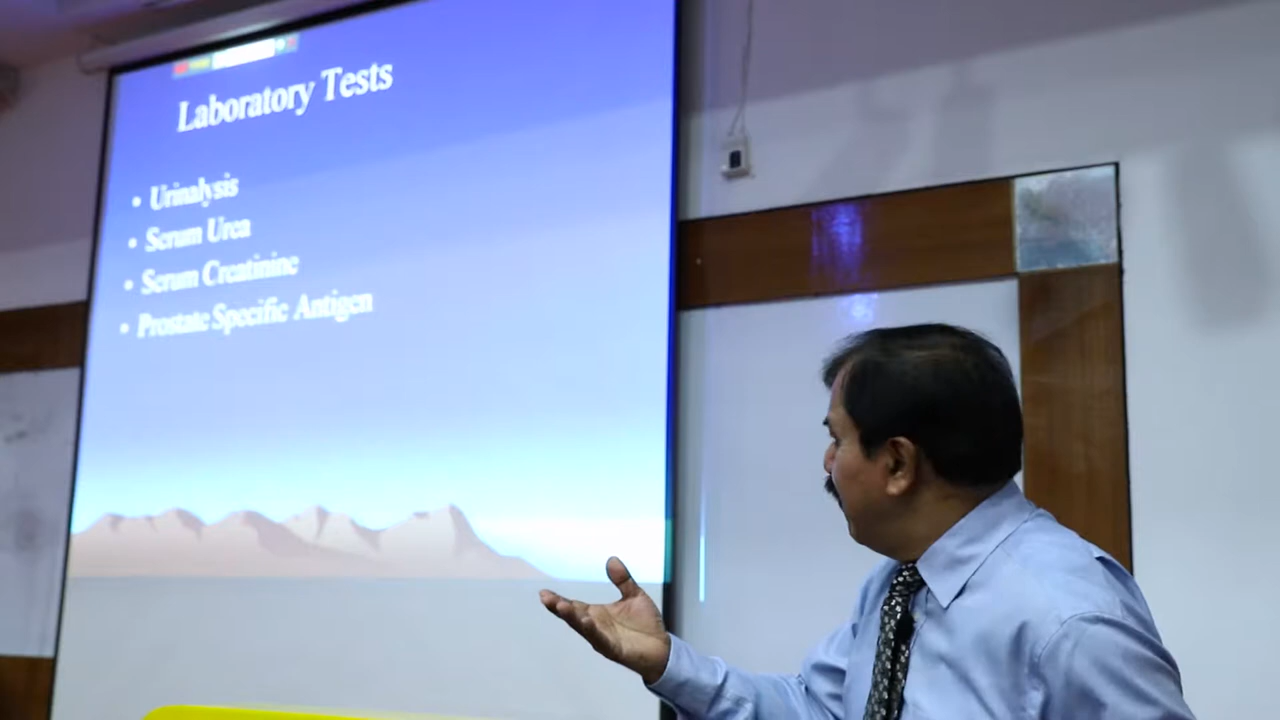 Laboratory Tests
• Urinalysis
• Serum Urea
• Serum Creatinine
• Prostate Specific Antigen